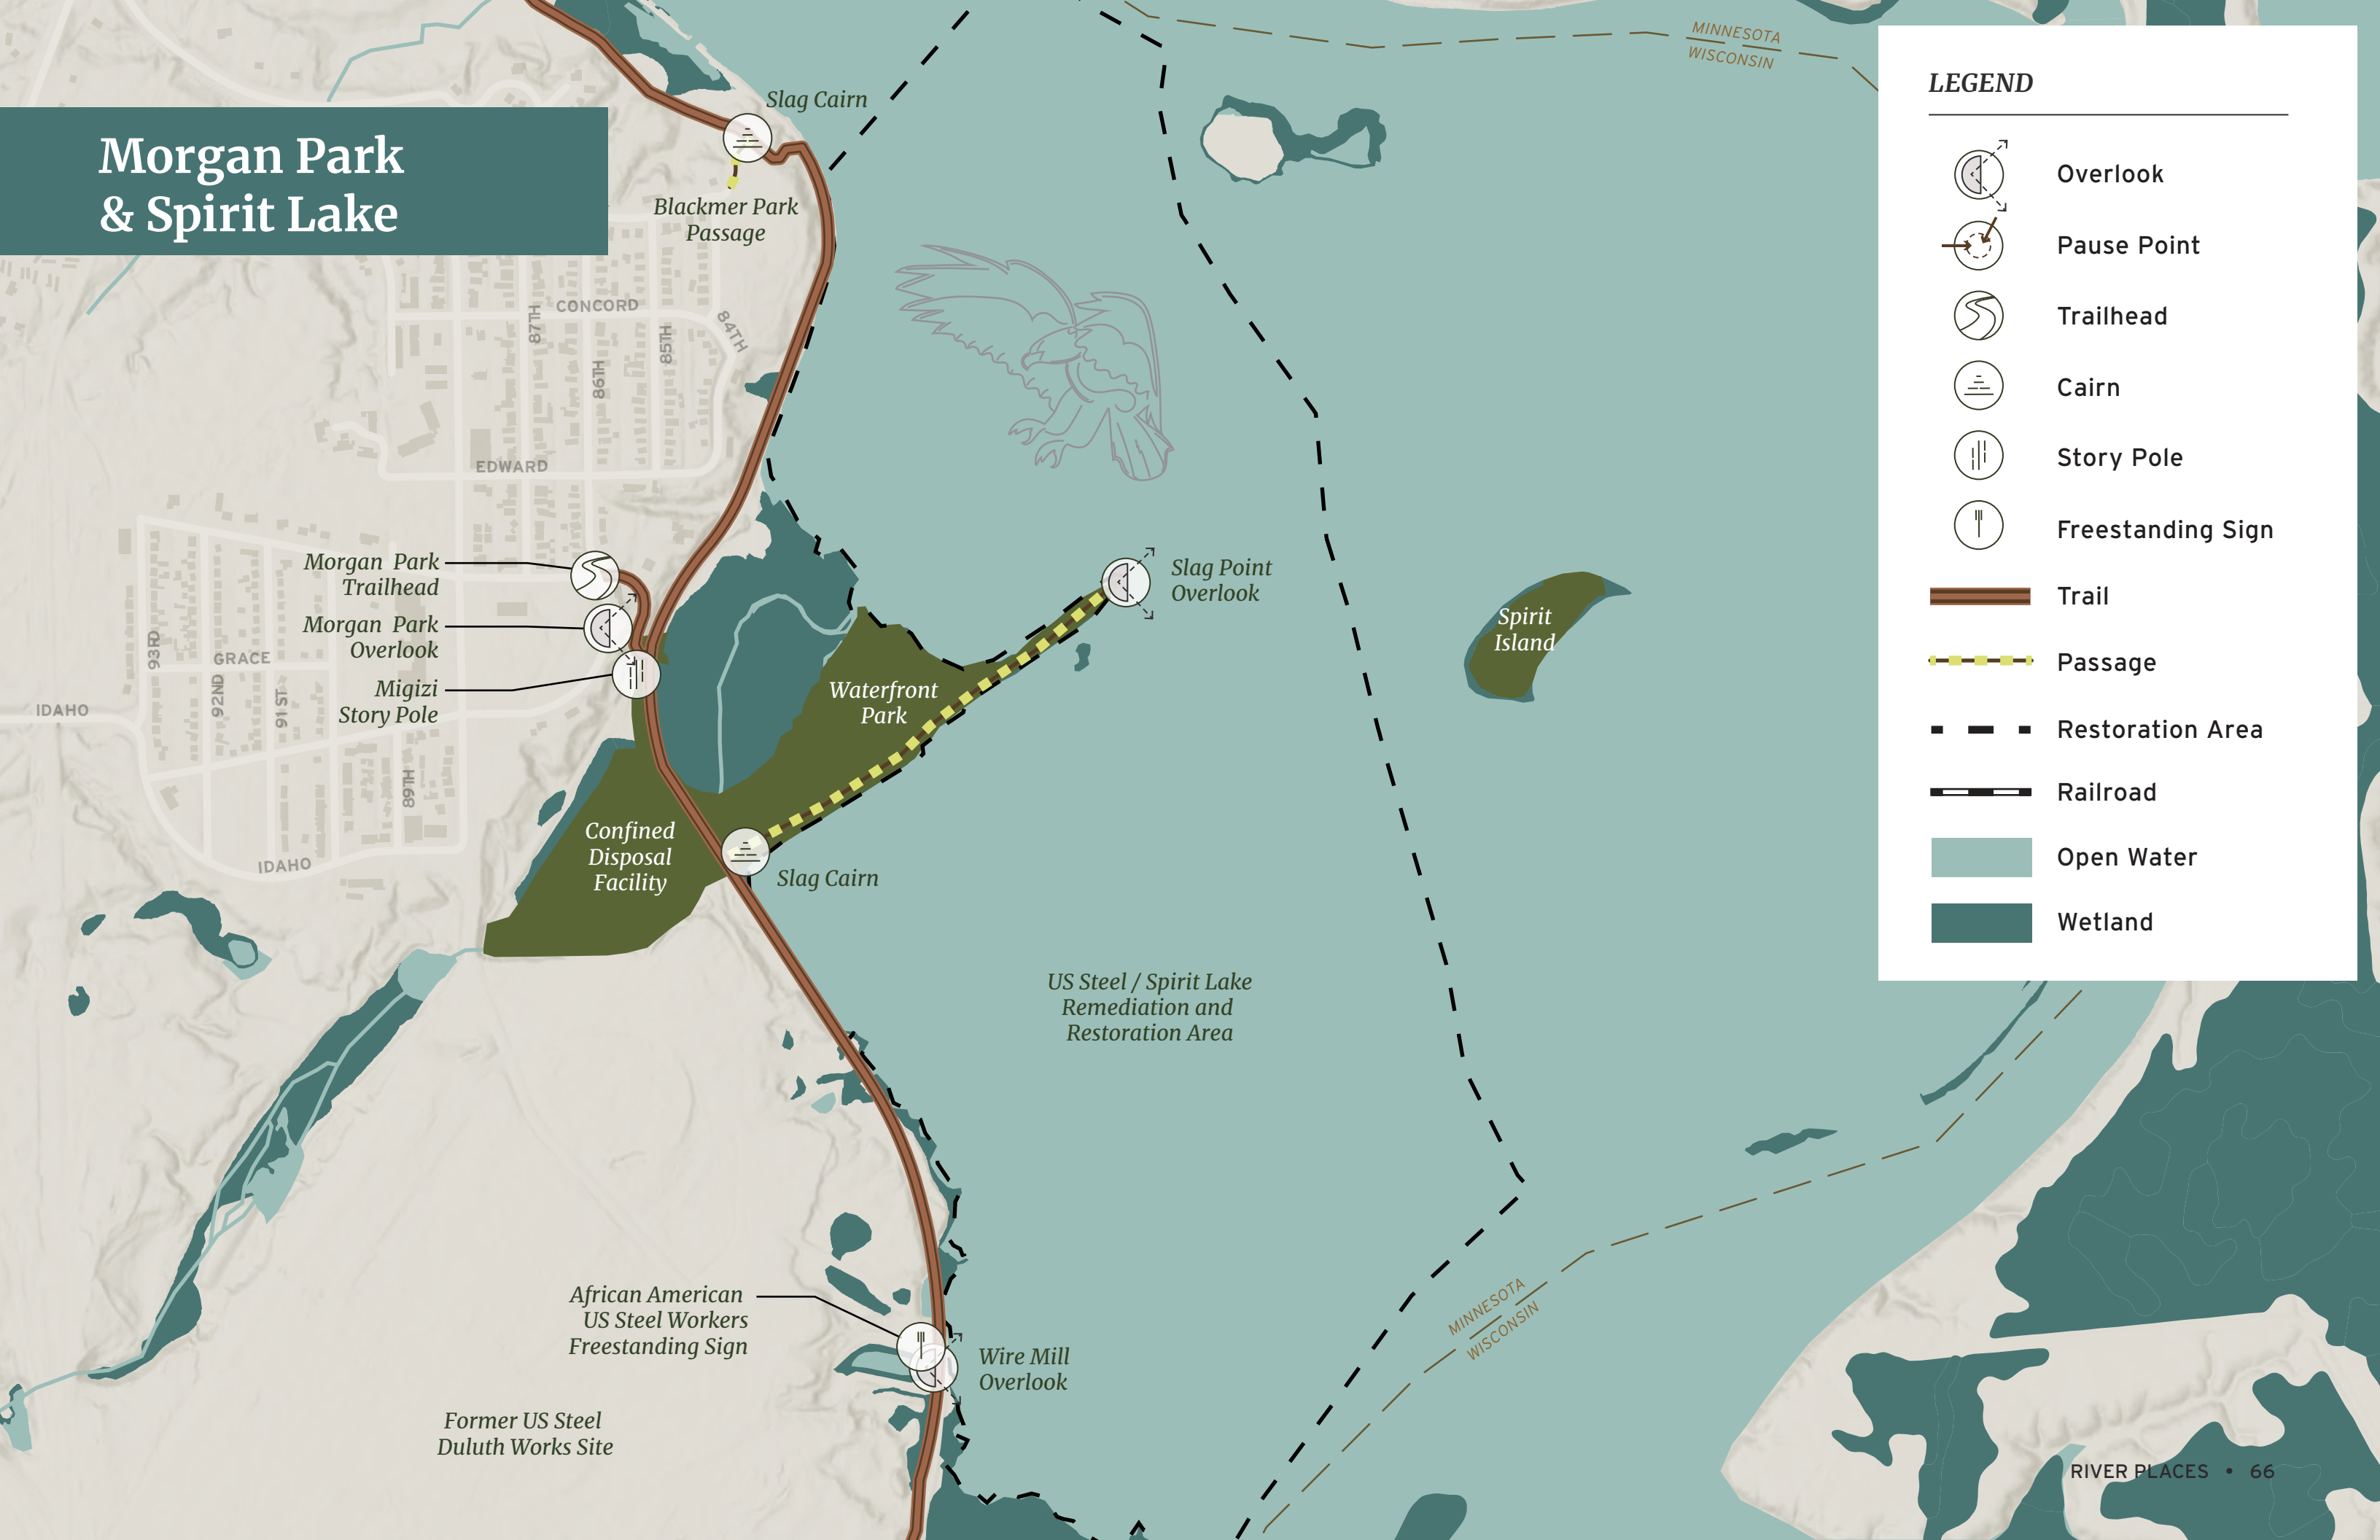 Morgan Park
& Spirit Lake
Slag Cairn
Blackmer Park
Passage
MINNESOTA
WISCONSIN
CONCORD
87TH
86TH
85TH
84TH
EDWARD
Morgan Park
Trailhead
Morgan Park
Overlook
Migizi
Story Pole
93RD
GRACE
92ND
91 ST
IDAHO
89TH
IDAHO
Slag Point
Overlook
Spirit
Island
Waterfront
Park
Confined
Disposal
Facility
Slag Cairn
US Steel / Spirit Lake
Remediation and
Restoration Area
African American
US Steel Workers
Freestanding Sign
Wire Mill
Overlook
MINNESOTA
WISCONSIN
Former US Steel
Duluth Works Site
LEGEND
Overlook
Pause Point
Trailhead
Cairn
Story Pole
Freestanding Sign
Trail
Passage
Restoration Area
Railroad
Open Water
Wetland
RIVER PLACES • 66